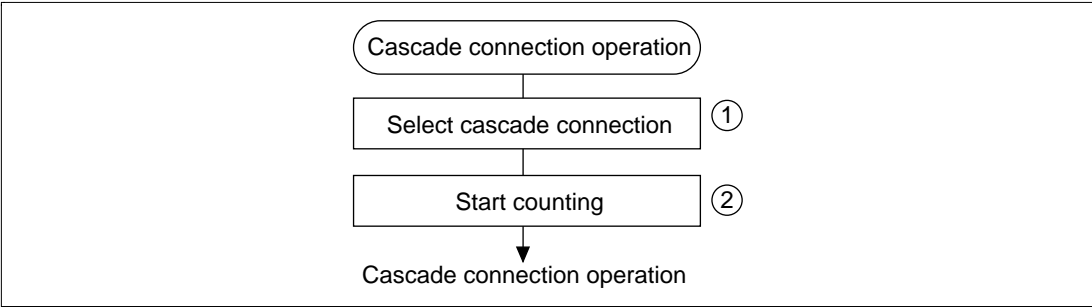 Cascade connection operation
Select cascade connection
1
Start counting
2
Cascade connection operation